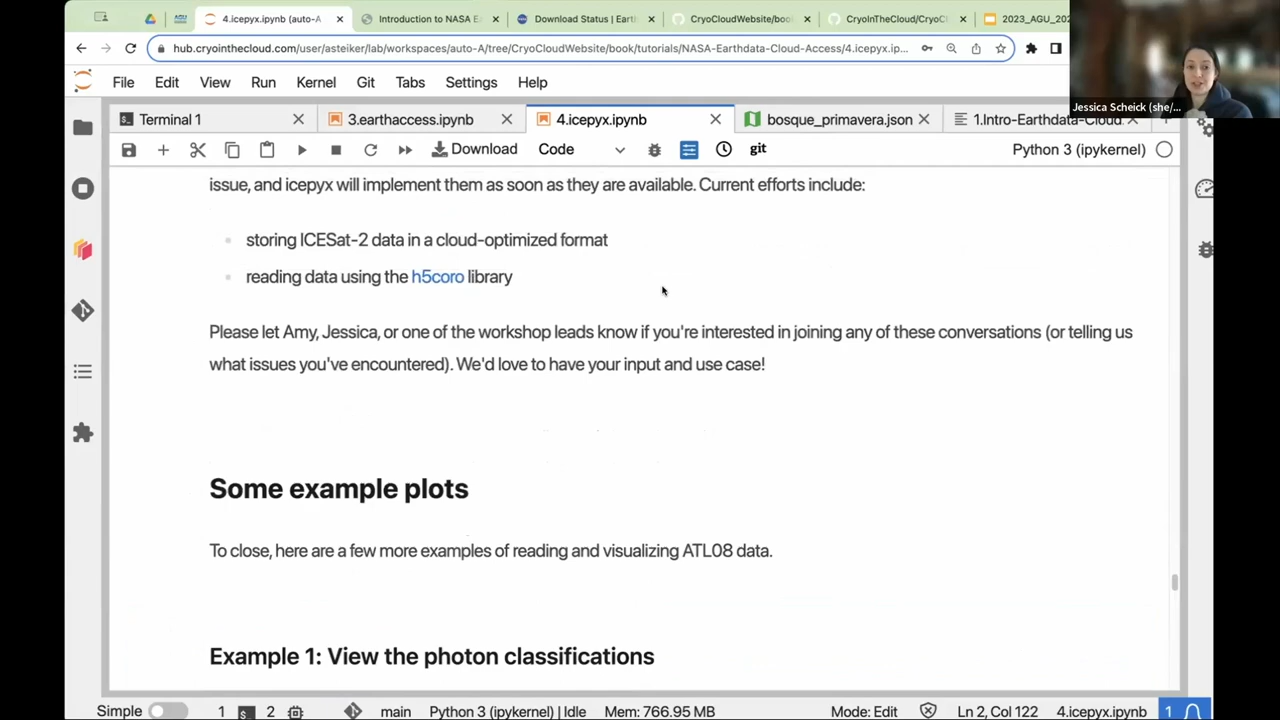 4.icepyx.ipynb (auto-A
Introduction to NASA Ea
Download Status | Earth
CryoCloudWebsite/boo
CryoInTheCloud/CryoC
2023_AGU_202
hub.cryointhecloud.com/user/asteiker/lab/workspaces/auto-A/tree/CryoCloudWebsite/book/tutorials/NASA-Earthdata-Cloud-Access/4.icepyx.ip...
Jessica Scheick (she/...
File Edit View Run Kernel Git Tabs Settings Help
Terminal 1
3.earthaccess.ipynb
4.icepyx.ipynb
bosque_primavera.json
1.Intro-Earthdata-Cloud
Download
Code
git
Python 3 (ipykernel)
issue, and icepyx will implement them as soon as they are available. Current efforts include:
storing ICESat-2 data in a cloud-optimized format
reading data using the h5coro library
Please let Amy, Jessica, or one of the workshop leads know if you're interested in joining any of these conversations (or telling us
what issues you've encountered). We'd love to have your input and use case!
Some example plots
To close, here are a few more examples of reading and visualizing ATL08 data.
Example 1: View the photon classifications
Simple 1 2 main Python 3 (ipykernel) | Idle Mem: 766.95 MB Mode: Edit Ln 2, Col 122 4.icepyx.ipynb 1